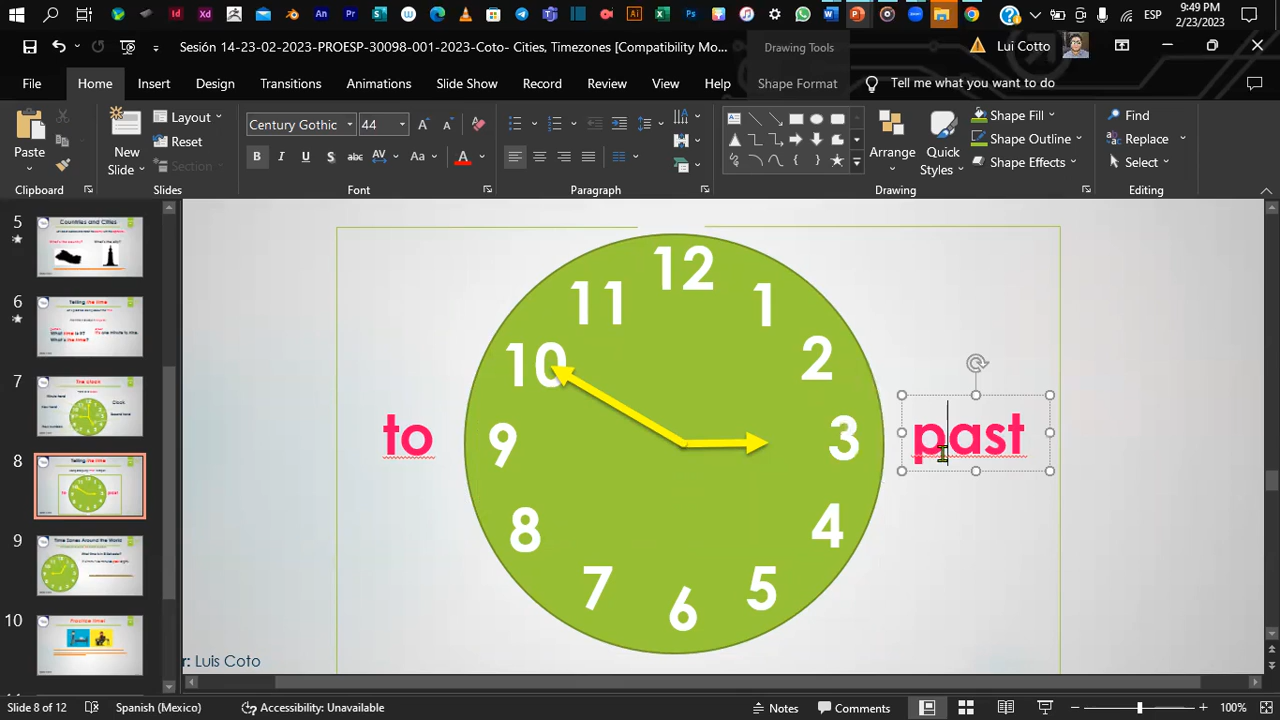 ESP
9:49
2/23/2023
Sesión 14-23-02-2023-PROESP-30098-001-2023-Coto- Cities, Timezones [Compatibility Mo...
Drawing Tools
Lui Cotto
File
Home
Insert
Design
Transitions
Animations
Slide Show
Record
Review
View
Help
Shape Format
Tell me what you want to do
Paste
New Slide
Layout
Reset
Section
Century Gothic
44
Arrange
Quick Styles
Shape Fill
Shape Outline
Shape Effects
Find
Replace
Select
Clipboard
Slides
Font
Paragraph
Drawing
Editing
5
Countries and Cities
6
Telling the time
What time is it?
What's the time?
7
The clock
8
Telling the time
to
past
9
Time Zones Around the World
10
Practice time!
12
11
1
10
2
to
9
3
past
8
4
7
5
6
r: Luis Coto
Slide 8 of 12
Spanish (Mexico)
Accessibility: Unavailable
Notes
Comments
100%